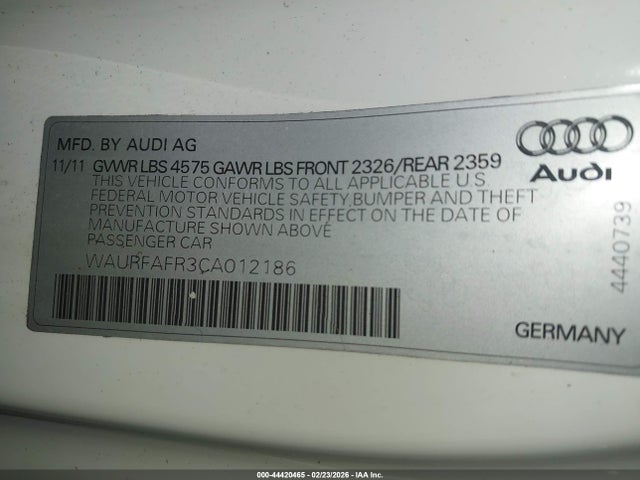 MFD. BY AUDI AG
11/11 GVWR LBS 4575 GAWR LBS FRONT 2326/REAR 2359
THIS VEHICLE CONFORMS TO ALL APPLICABLE U S
FEDERAL MOTOR VEHICLE SAFETY,BUMPER AND THEFT
PREVENTION STANDARDS IN EFFECT ON THE DATE OF
MANUFACTURE SHOWN ABOVE
PASSENGER CAR
WAURFAFR3CA012186
Audi
4440739
GERMANY
000-44420465 - 02/23/2026 - IAA Inc.